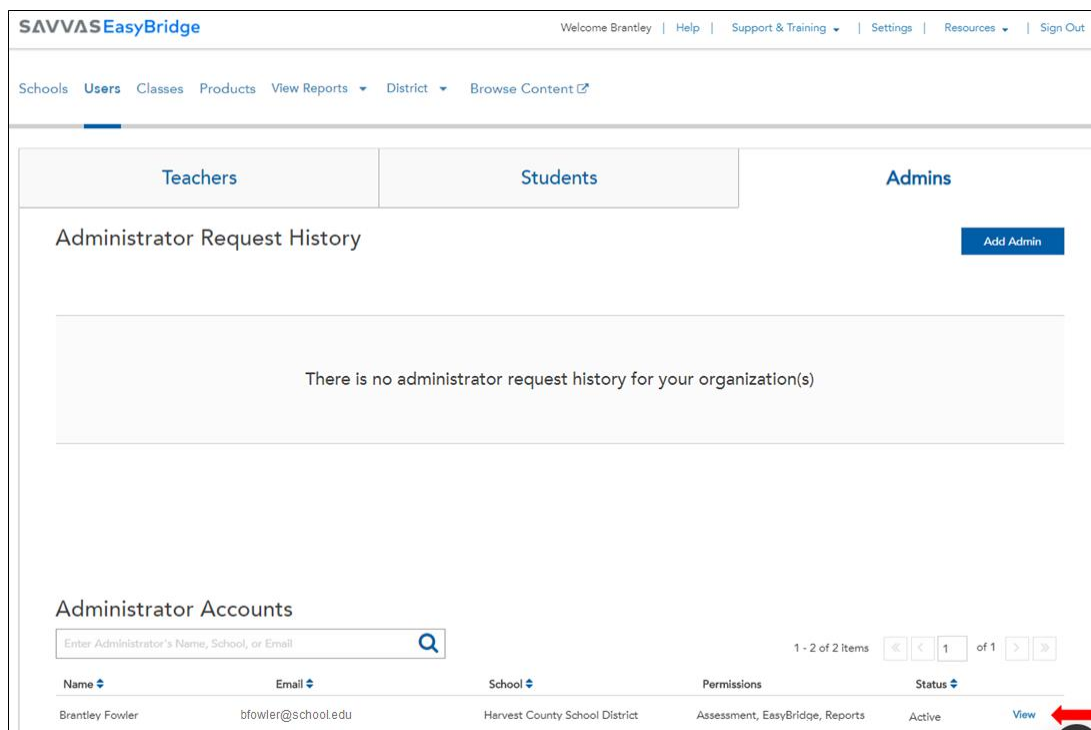 SAVVAS EasyBridge Welcome Brantley | Help | Support & Training | Settings | Resources | Sign Out
Schools Users Classes Products View Reports District Browse Content
Teachers Students Admins
Administrator Request History Add Admin
There is no administrator request history for your organization(s)
Administrator Accounts
Enter Administrator's Name, School, or Email 1 - 2 of 2 items « < 1 of 1 > »
Name Email School Permissions Status
Brantley Fowler bfowler@school.edu Harvest County School District Assessment, EasyBridge, Reports Active View